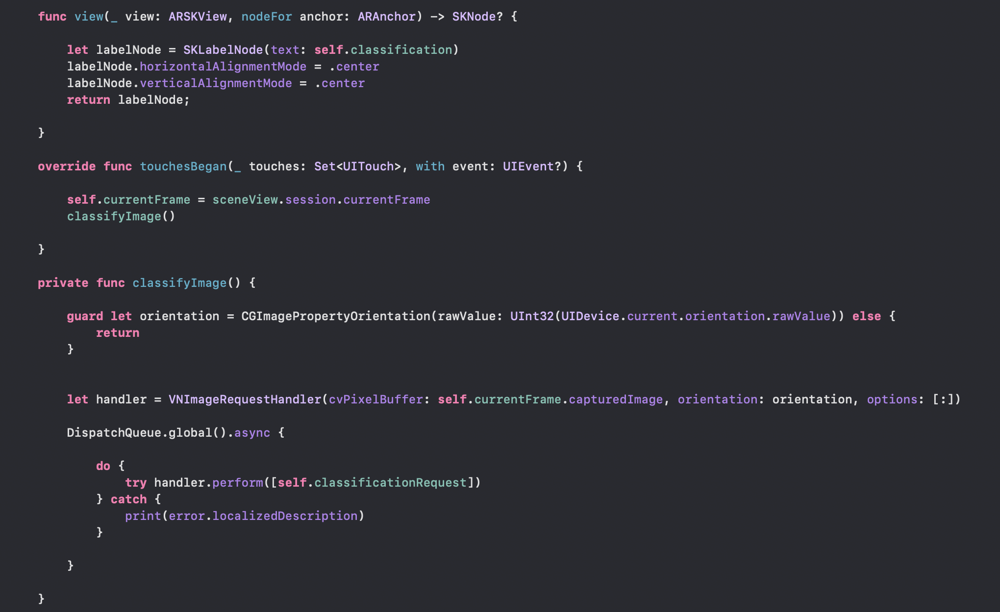 func view(_ view: ARSKView, nodeFor anchor: ARAnchor) -> SKNode? {
let labelNode = SKLabelNode(text: self.classification)
labelNode.horizontalAlignmentMode = .center
labelNode.verticalAlignmentMode = .center
return labelNode;
}
override func touchesBegan(_ touches: Set<UITouch>, with event: UIEvent?) {
self.currentFrame = sceneView.session.currentFrame
classifyImage()
}
private func classifyImage() {
guard let orientation = CGImagePropertyOrientation(rawValue: UInt32(UIDevice.current.orientation.rawValue)) else {
return
}
let handler = VNImageRequestHandler(cvPixelBuffer: self.currentFrame.capturedImage, orientation: orientation, options: [:])
DispatchQueue.global().async {
do {
try handler.perform([self.classificationRequest])
} catch {
print(error.localizedDescription)
}
}
}